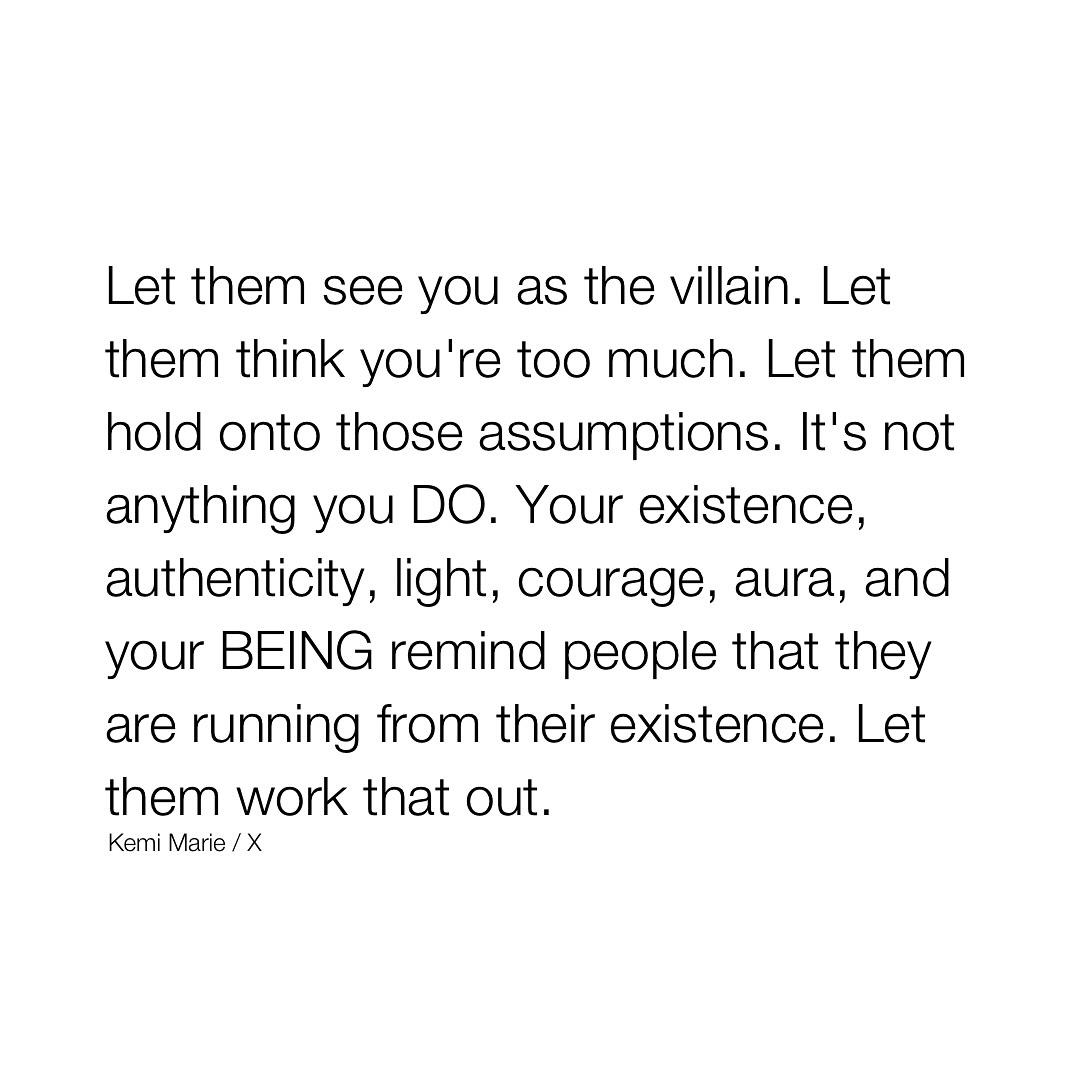 Let them see you as the villain. Let
them think you're too much. Let them
hold onto those assumptions. It's not
anything you DO. Your existence,
authenticity, light, courage, aura, and
your BEING remind people that they
are running from their existence. Let
them work that out.
Kemi Marie / X